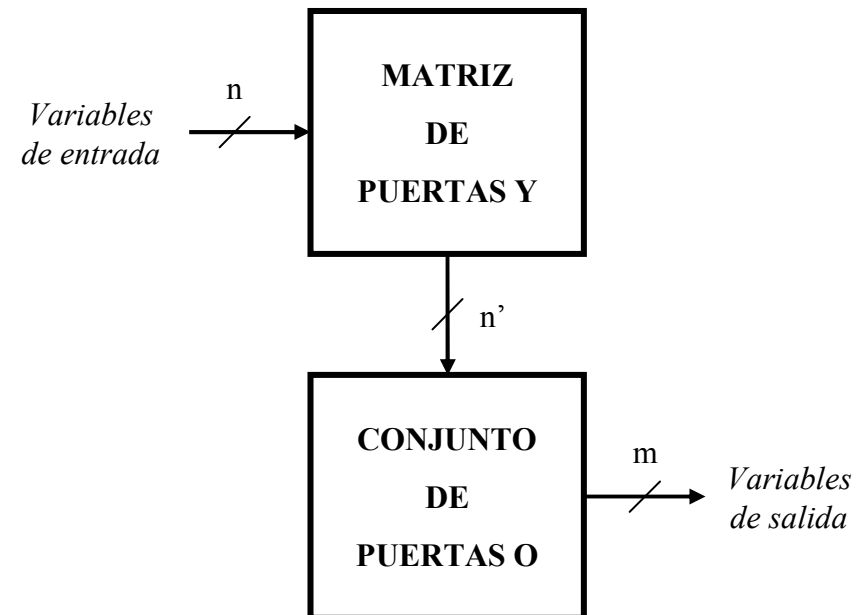 MATRIZ
DE
PUERTAS Y
n
Variables
de entrada
n’
CONJUNTO
DE
PUERTAS O
m
Variables
de salida